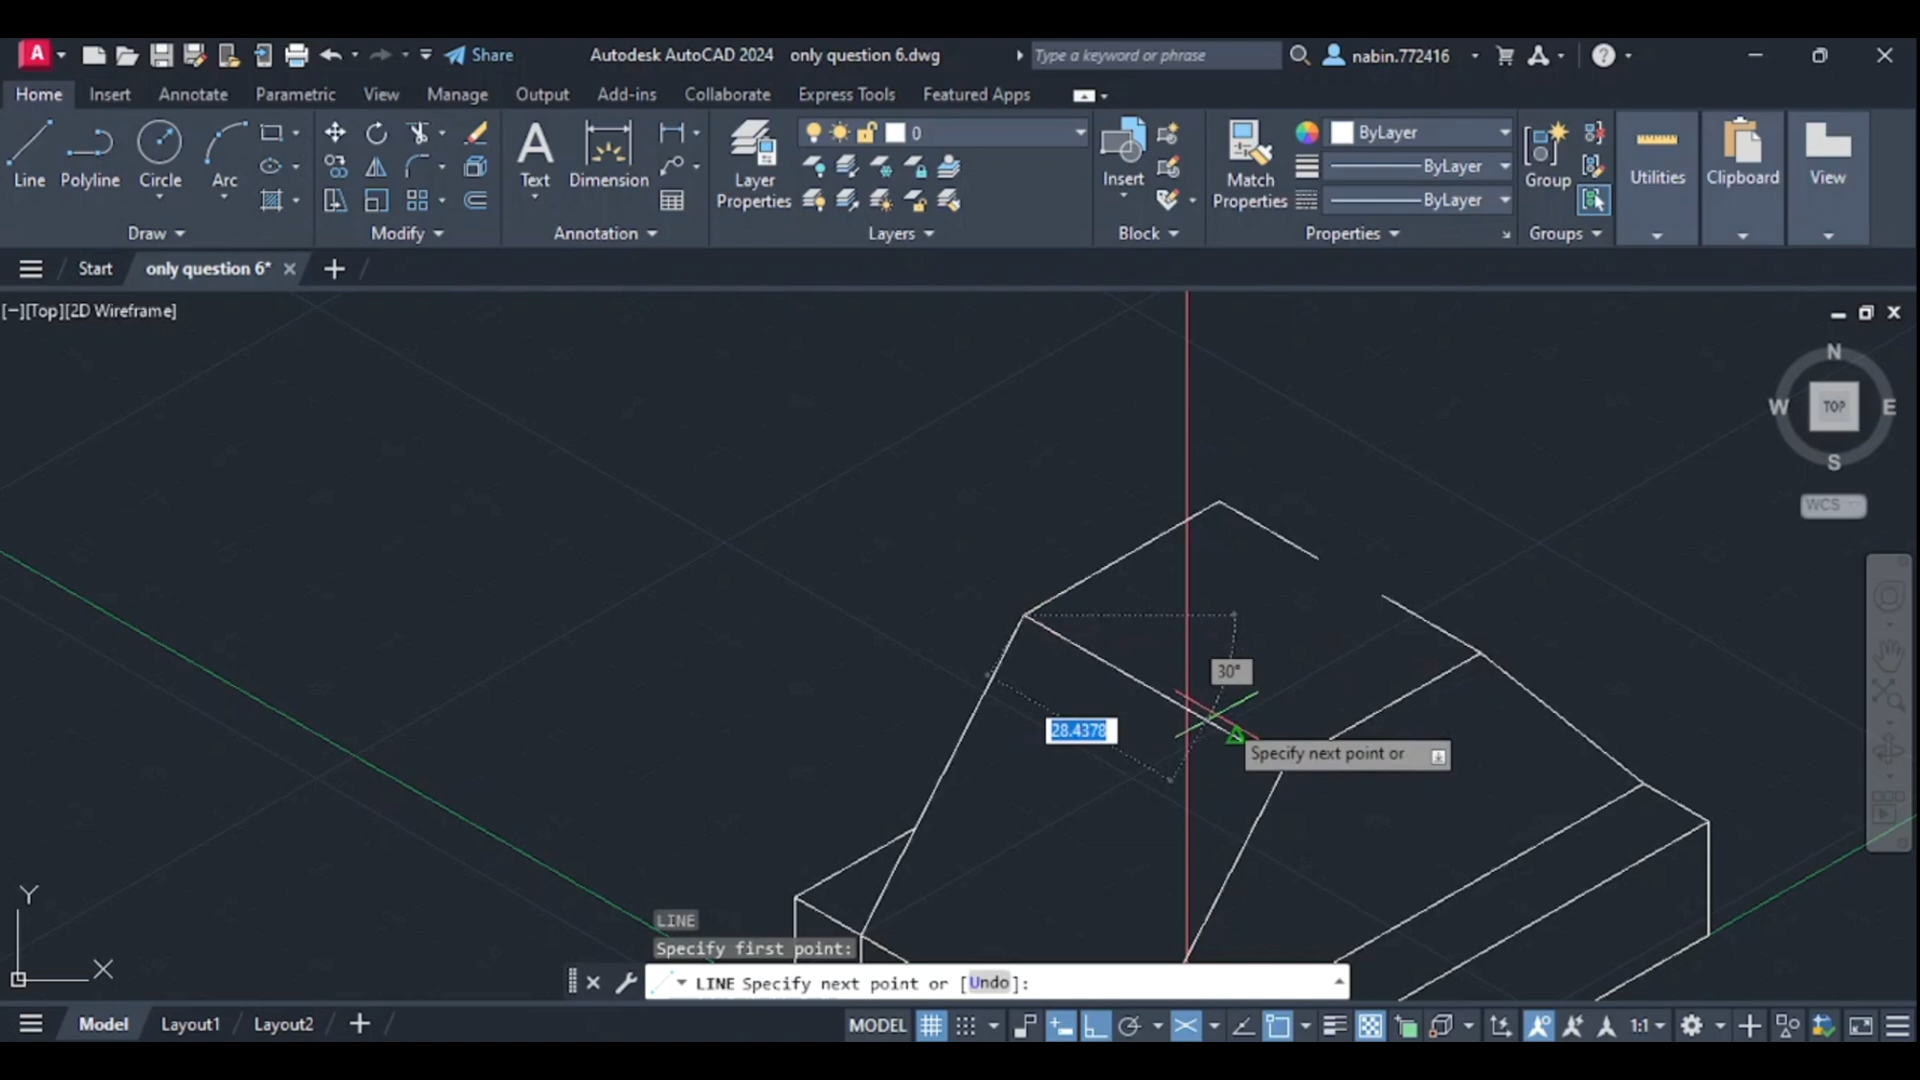 A Share Autodesk AutoCAD 2024 only question 6.dwg Type a keyword or phrase nabin.772416
Home Insert Annotate Parametric View Manage Output Add-ins Collaborate Express Tools Featured Apps
0 ByLayer
ByLayer
Line Polyline Circle Arc Text Dimension Layer Properties Insert Match Properties ByLayer Group Utilities Clipboard View
Draw Modify Annotation Layers Block Properties Groups
Start only question 6*
[−][Top][2D Wireframe]
N
W TOP E
S
WCS
30°
28.4378
Specify next point or
Y
X
LINE
Specify first point:
LINE Specify next point or [Undo]:
Model Layout1 Layout2 MODEL 1:1